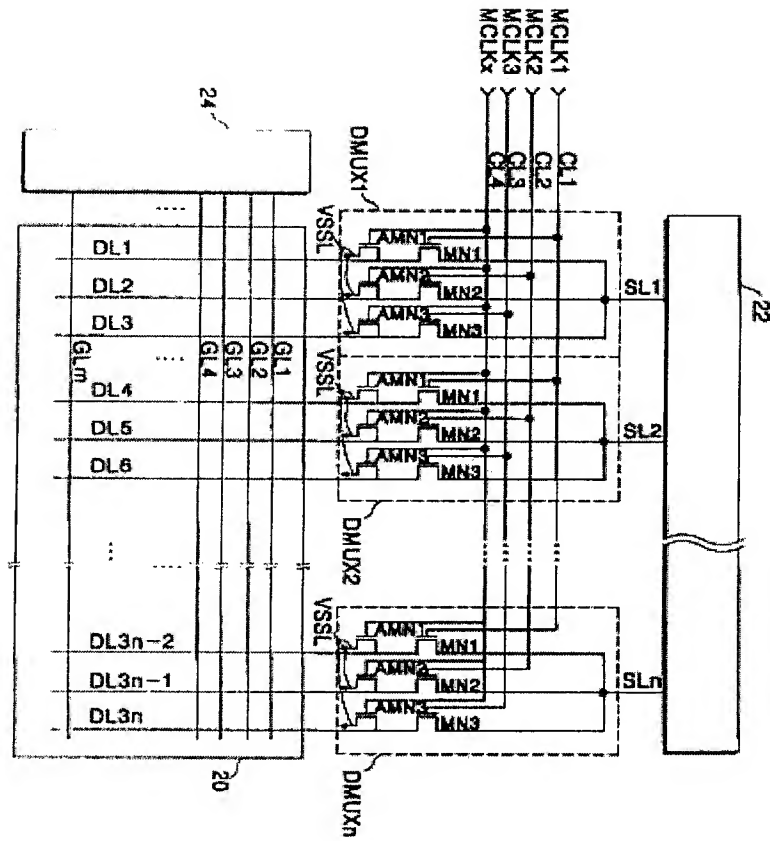 MCLK1
MCLK2
MCLK3
MCLKx
CL1
CL2
CL3
CL4
24
22
20
DMUX1
VSSL
AMN1
MN1
AMN2
MN2
AMN3
MN3
SL1
DL1
DL2
DL3
GL1
GL2
GL3
GL4
GLm
VSSL
AMN1
MN1
AMN2
MN2
AMN3
MN3
SL2
DL4
DL5
DL6
DMUX2
VSSL
AMN1
MN1
AMN2
MN2
AMN3
MN3
SLn
DL3n-2
DL3n-1
DL3n
DMUXn